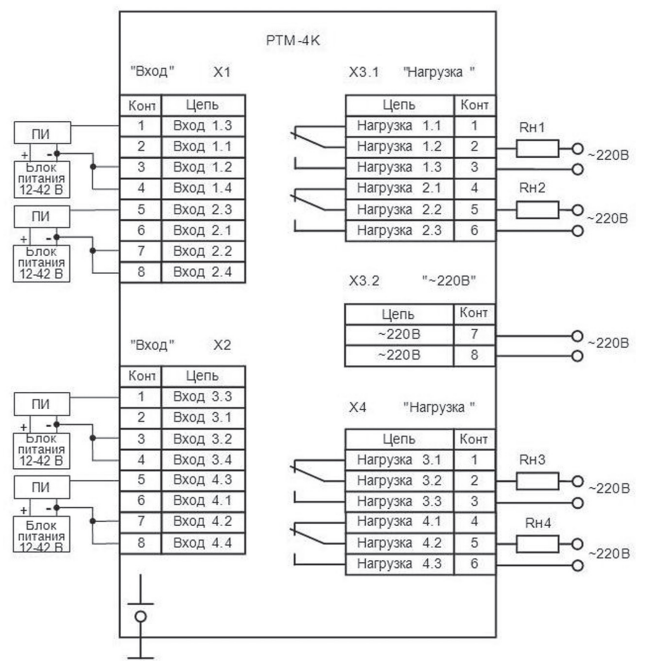 РТМ-4К
"Вход" X1
Конт Цепь
1 Вход 1.3
2 Вход 1.1
3 Вход 1.2
4 Вход 1.4
5 Вход 2.3
6 Вход 2.1
7 Вход 2.2
8 Вход 2.4
ПИ
+ -
Блок
питания
12-42 В
ПИ
+ -
Блок
питания
12-42 В
X3.1 "Нагрузка "
Цепь Конт
Нагрузка 1.1 1
Нагрузка 1.2 2
Нагрузка 1.3 3
Нагрузка 2.1 4
Нагрузка 2.2 5
Нагрузка 2.3 6
Rн1
~220В
Rн2
~220В
X3.2 "~220В"
Цепь Конт
~220В 7
~220В 8
~220В
"Вход" X2
Конт Цепь
1 Вход 3.3
2 Вход 3.1
3 Вход 3.2
4 Вход 3.4
5 Вход 4.3
6 Вход 4.1
7 Вход 4.2
8 Вход 4.4
ПИ
+ -
Блок
питания
12-42 В
ПИ
+ -
Блок
питания
12-42 В
X4 "Нагрузка "
Цепь Конт
Нагрузка 3.1 1
Нагрузка 3.2 2
Нагрузка 3.3 3
Нагрузка 4.1 4
Нагрузка 4.2 5
Нагрузка 4.3 6
Rн3
~220В
Rн4
~220В